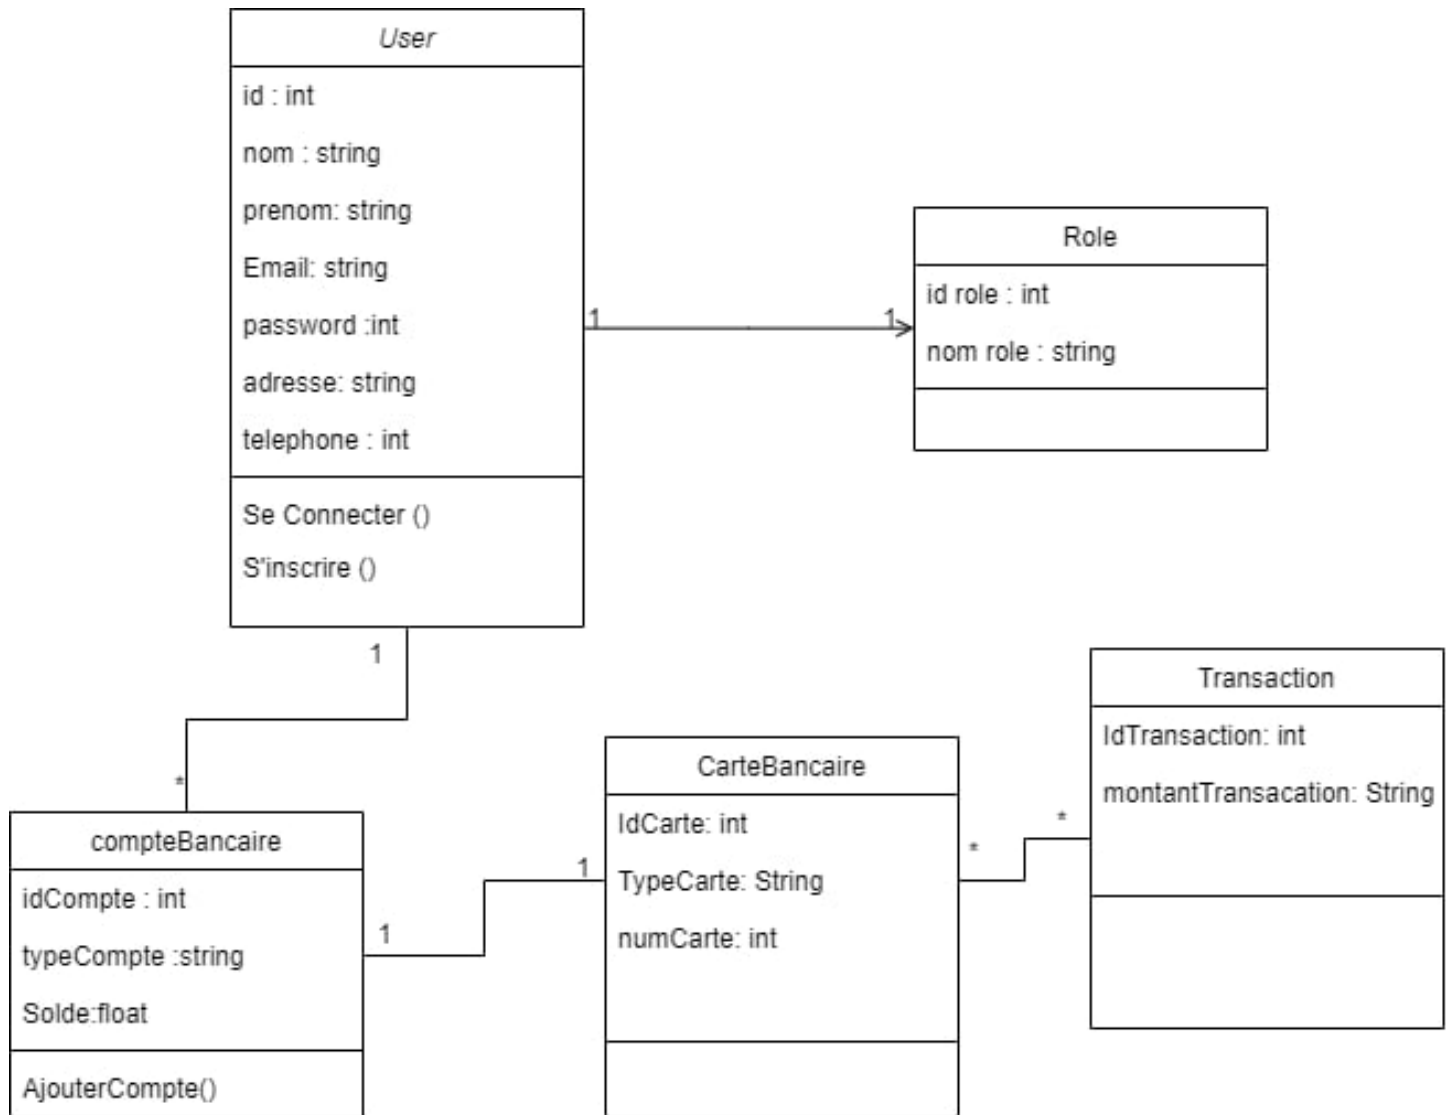 User
id : int
nom : string
prenom: string
Email: string
password :int
adresse: string
telephone : int
Se Connecter ()
S'inscrire ()
1
1
Role
id role : int
nom role : string
1
*
compteBancaire
idCompte : int
typeCompte :string
Solde:float
AjouterCompte()
1
1
CarteBancaire
IdCarte: int
TypeCarte: String
numCarte: int
*
*
Transaction
IdTransaction: int
montantTransacation: String